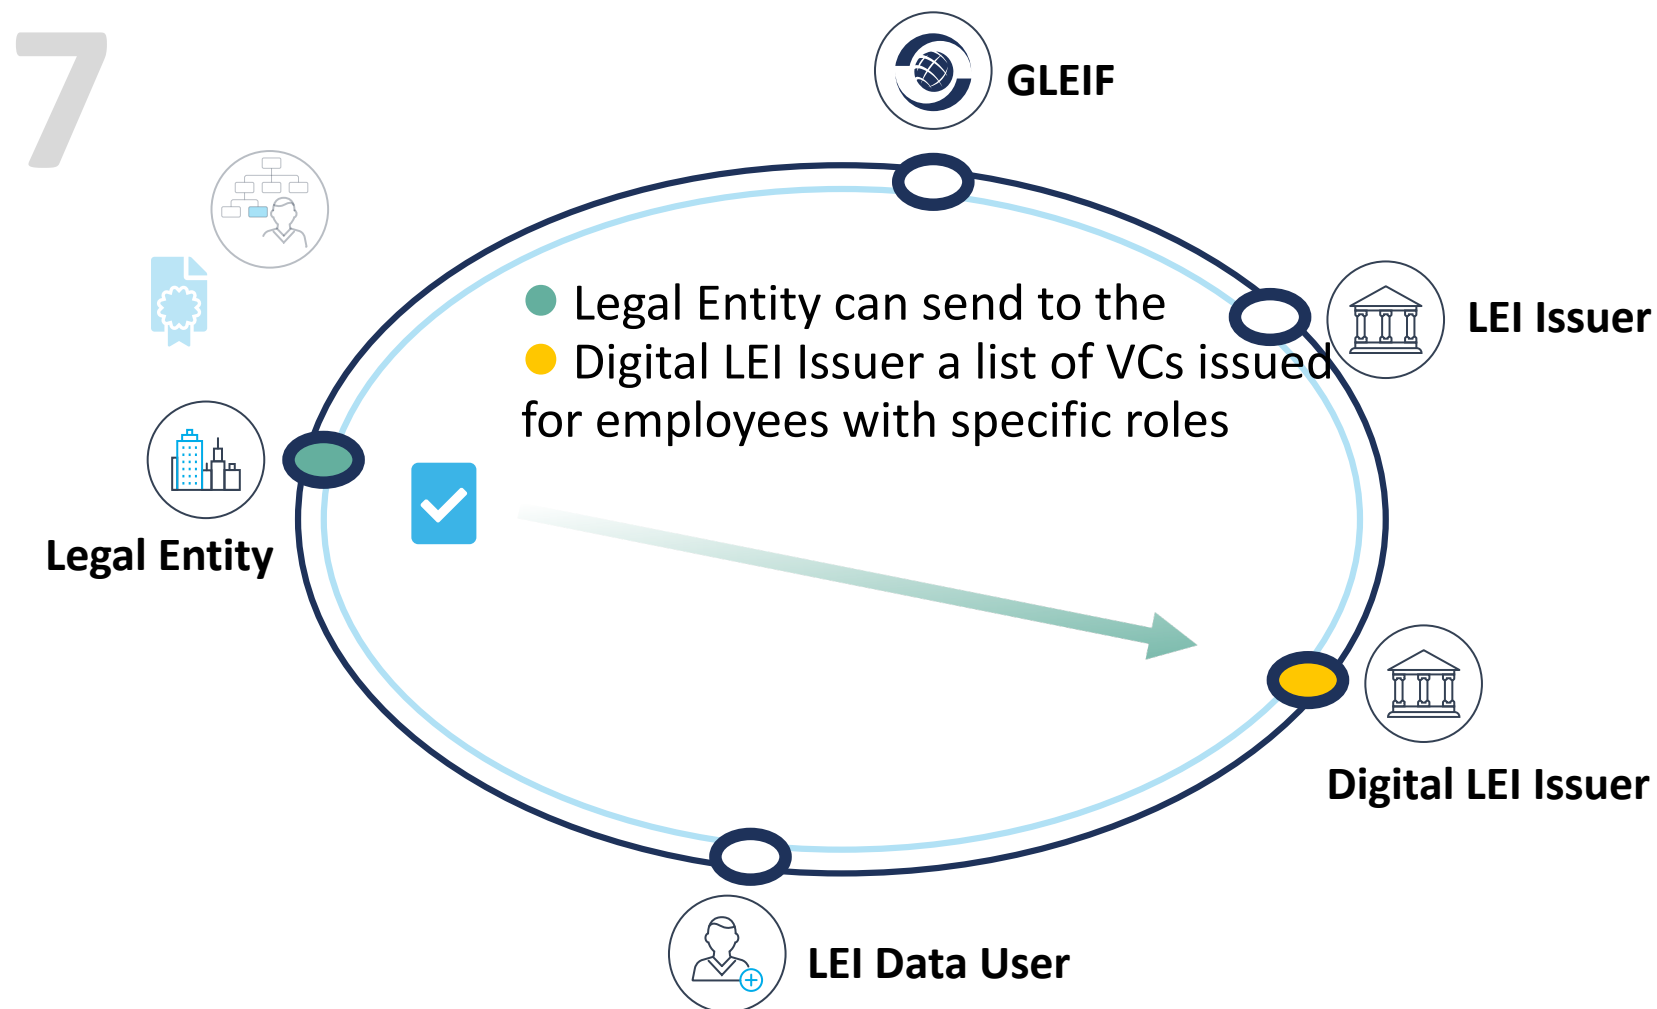 7
GLEIF
Legal Entity can send to the
Digital LEI Issuer a list of VCs issued
for employees with specific roles
LEI Issuer
Legal Entity
Digital LEI Issuer
LEI Data User